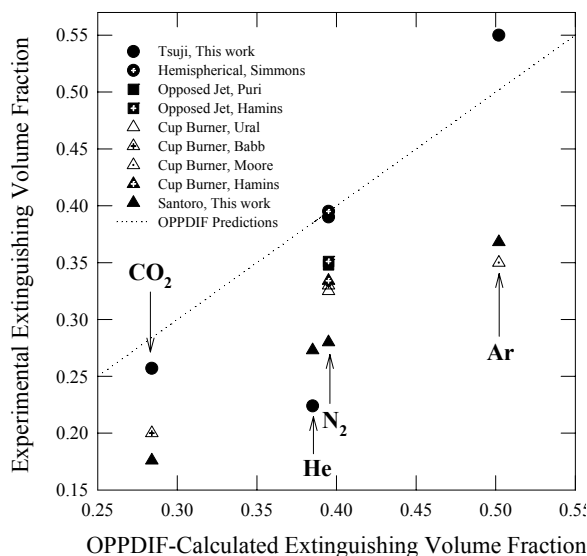 Experimental Extinguishing Volume Fraction
0.55
0.50
0.45
0.40
0.35
0.30
0.25
0.20
0.15
Tsuji, This work
Hemispherical, Simmons
Opposed Jet, Puri
Opposed Jet, Hamins
Cup Burner, Ural
Cup Burner, Babb
Cup Burner, Moore
Cup Burner, Hamins
Santoro, This work
OPPDIF Predictions
CO₂
Ar
N₂
He
0.25 0.30 0.35 0.40 0.45 0.50 0.55
OPPDIF-Calculated Extinguishing Volume Fraction